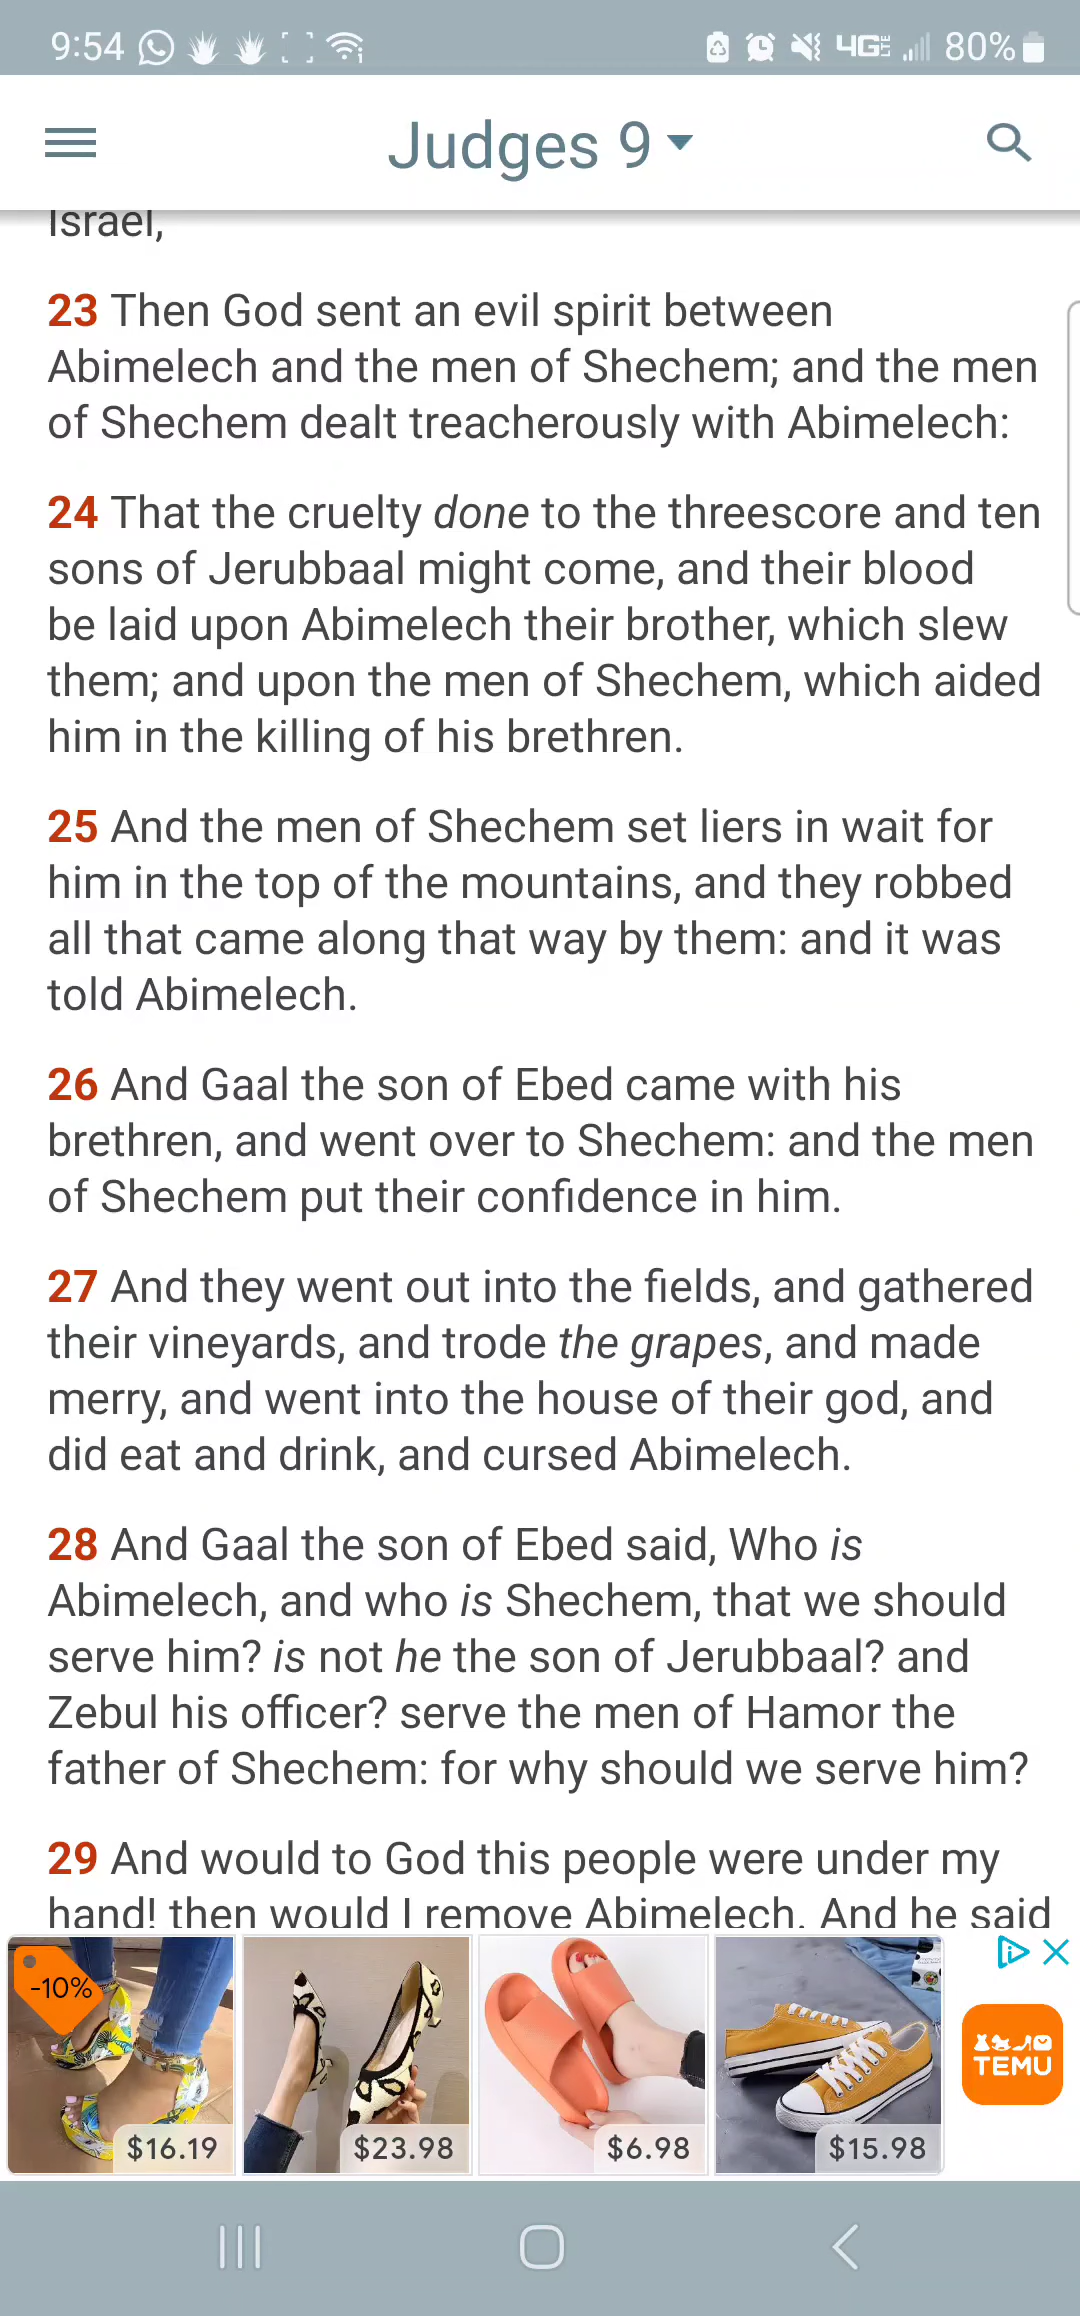 9:54 4G LTE 80%
Judges 9
Israel,
23 Then God sent an evil spirit between
Abimelech and the men of Shechem; and the men
of Shechem dealt treacherously with Abimelech:
24 That the cruelty done to the threescore and ten
sons of Jerubbaal might come, and their blood
be laid upon Abimelech their brother, which slew
them; and upon the men of Shechem, which aided
him in the killing of his brethren.
25 And the men of Shechem set liers in wait for
him in the top of the mountains, and they robbed
all that came along that way by them: and it was
told Abimelech.
26 And Gaal the son of Ebed came with his
brethren, and went over to Shechem: and the men
of Shechem put their confidence in him.
27 And they went out into the fields, and gathered
their vineyards, and trode the grapes, and made
merry, and went into the house of their god, and
did eat and drink, and cursed Abimelech.
28 And Gaal the son of Ebed said, Who is
Abimelech, and who is Shechem, that we should
serve him? is not he the son of Jerubbaal? and
Zebul his officer? serve the men of Hamor the
father of Shechem: for why should we serve him?
29 And would to God this people were under my
hand! then would I remove Abimelech. And he said
-10%
$16.19 $23.98 $6.98 $15.98
TEMU